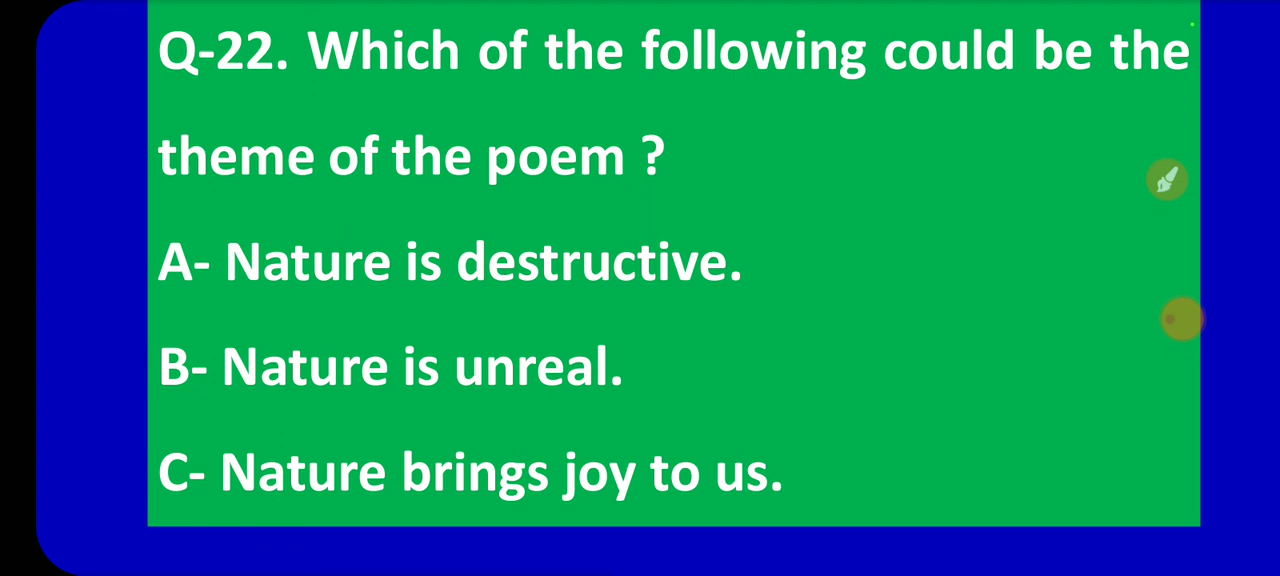 Q-22. Which of the following could be the
theme of the poem ?
A- Nature is destructive.
B- Nature is unreal.
C- Nature brings joy to us.